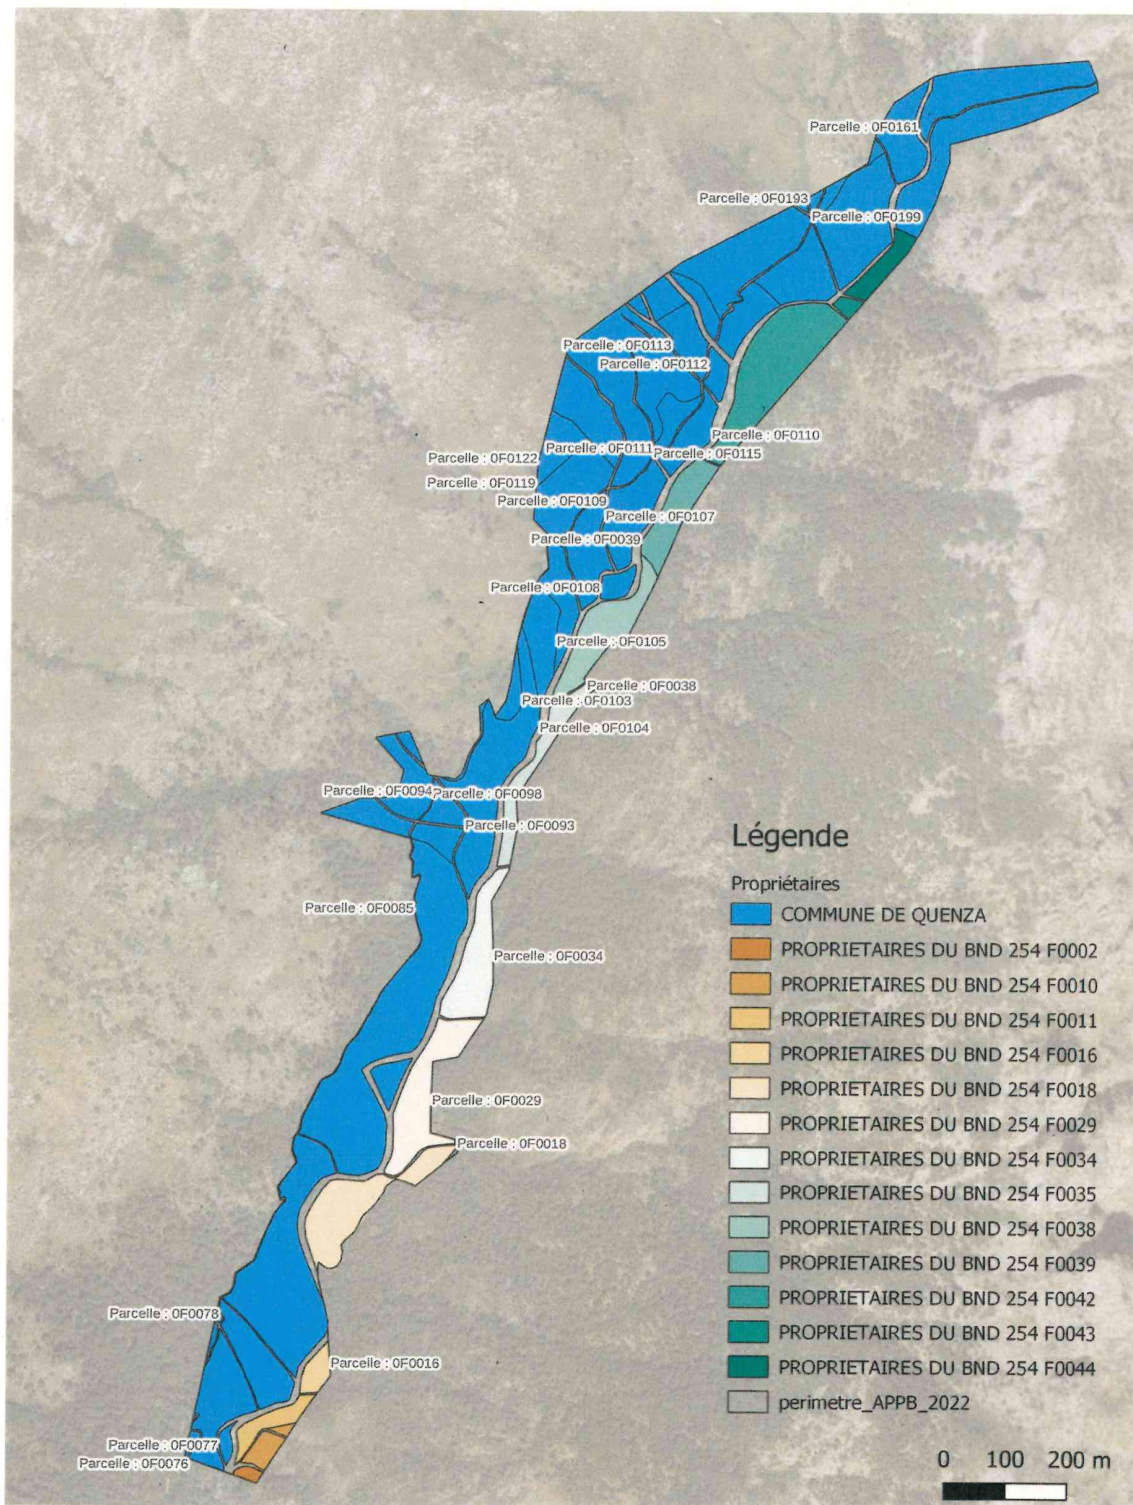 Parcelle : 0F0161
Parcelle : 0F0193
Parcelle : 0F0199
Parcelle : 0F0113
Parcelle : 0F0112
Parcelle : 0F0110
Parcelle : 0F0111
Parcelle : 0F0115
Parcelle : 0F0122
Parcelle : 0F0119
Parcelle : 0F0109
Parcelle : 0F0107
Parcelle : 0F0039
Parcelle : 0F0108
Parcelle : 0F0105
Parcelle : 0F0038
Parcelle : 0F0103
Parcelle : 0F0104
Parcelle : 0F0094
Parcelle : 0F0098
Parcelle : 0F0093
Parcelle : 0F0085
Parcelle : 0F0034
Parcelle : 0F0029
Parcelle : 0F0018
Parcelle : 0F0078
Parcelle : 0F0016
Parcelle : 0F0077
Parcelle : 0F0076
Légende
Propriétaires
COMMUNE DE QUENZA
PROPRIETAIRES DU BND 254 F0002
PROPRIETAIRES DU BND 254 F0010
PROPRIETAIRES DU BND 254 F0011
PROPRIETAIRES DU BND 254 F0016
PROPRIETAIRES DU BND 254 F0018
PROPRIETAIRES DU BND 254 F0029
PROPRIETAIRES DU BND 254 F0034
PROPRIETAIRES DU BND 254 F0035
PROPRIETAIRES DU BND 254 F0038
PROPRIETAIRES DU BND 254 F0039
PROPRIETAIRES DU BND 254 F0042
PROPRIETAIRES DU BND 254 F0043
PROPRIETAIRES DU BND 254 F0044
perimetre_APPB_2022
0 100 200 m